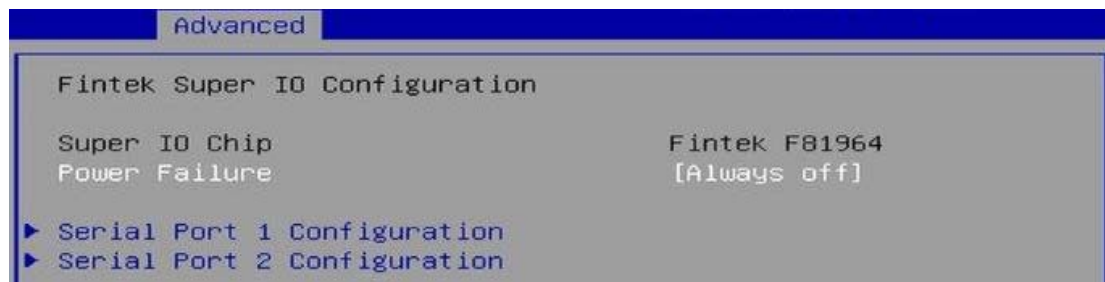 Advanced
Fintek Super IO Configuration
Super IO Chip Fintek F81964
Power Failure [Always off]
Serial Port 1 Configuration
Serial Port 2 Configuration